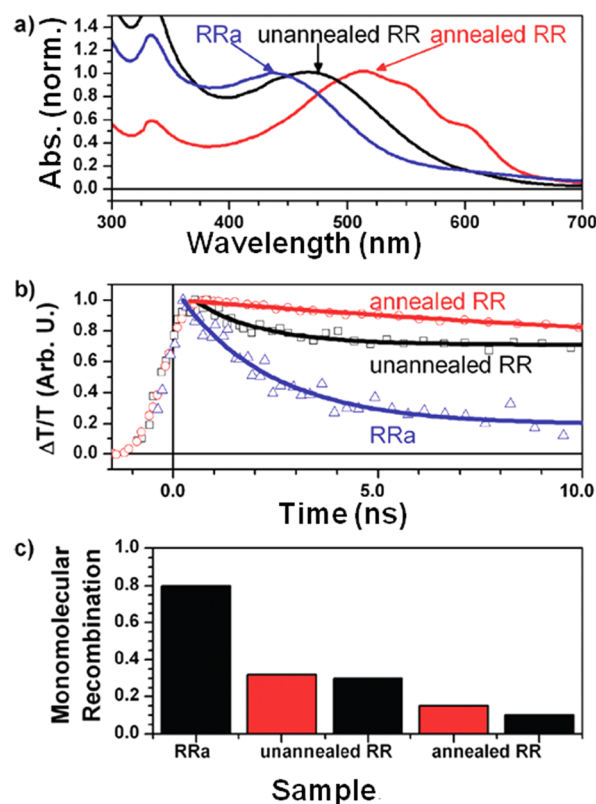 a)
RRa unannealed RR annealed RR
Abs. (norm.)
1.4
1.2
1.0
0.8
0.6
0.4
0.2
0.0
300 400 500 600 700
Wavelength (nm)
b)
annealed RR
unannealed RR
RRa
ΔT/T (Arb. U.)
1.0
0.8
0.6
0.4
0.2
0.0
0.0 5.0 10.0
Time (ns)
c)
Monomolecular
Recombination
1.0
0.8
0.6
0.4
0.2
0.0
RRa unannealed RR annealed RR
Sample